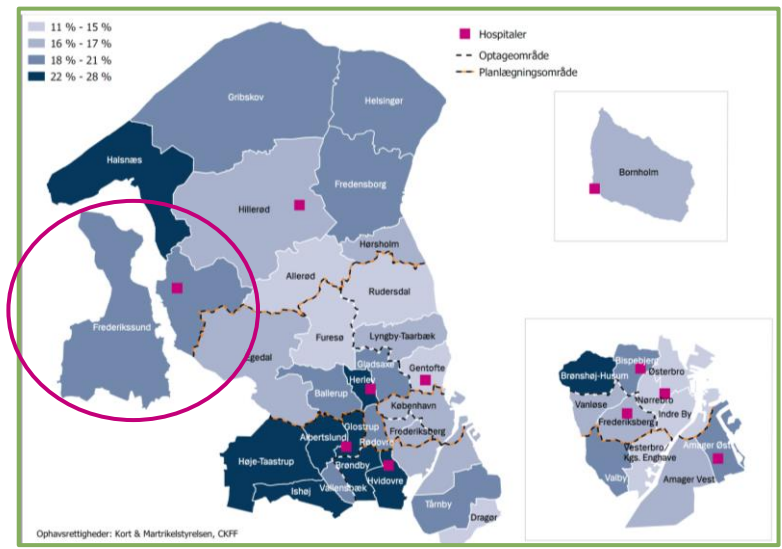 11 % - 15 %
16 % - 17 %
18 % - 21 %
22 % - 28 %
Hospitaler
Optageområde
Planlægningsområde
Gribskov
Helsingør
Halsnæs
Fredensborg
Hillerød
Bornholm
Hørsholm
Allerød
Rudersdal
Frederikssund
Furesø
Lyngby-Taarbæk
Egedal
Gladsaxe
Gentofte
Herlev
Ballerup
København
Glostrup
Frederiksberg
Albertslund
Rødovre
Høje-Taastrup
Brøndby
Vallensbæk
Hvidovre
Ishøj
Tårnby
Dragør
Bispebjerg
Brønshøj-Husum
Østerbro
Vanløse
Nørrebro
Indre By
Frederiksberg
Vesterbro
Kgs. Enghave
Amager Øst
Valby
Amager Vest
Ophavsrettigheder: Kort & Martrikelstyrelsen, CKFF